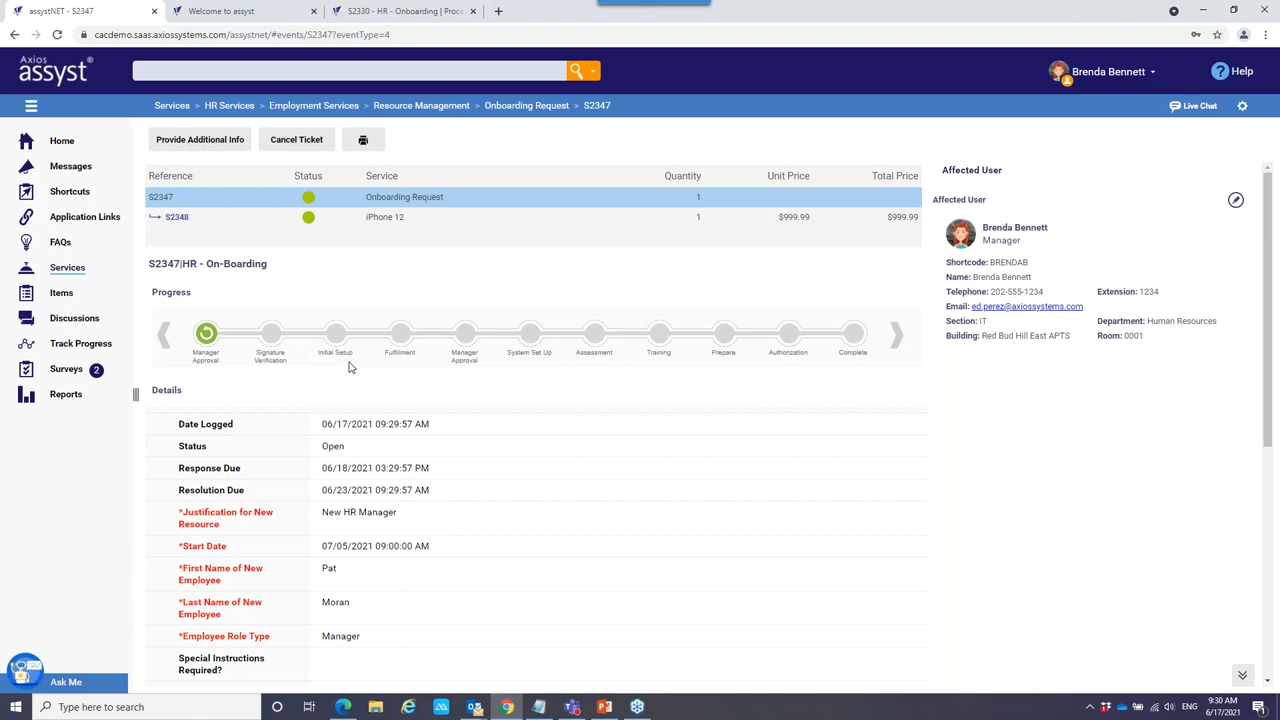 assystNET - S2347
Welcome to assyst
S2330 - HR - Onboarding | Proce
cacdemo.saas.axiossystems.com/assystnet/#events/S2347?eventType=4
Axios
assyst
Brenda Bennett
Help
Services > HR Services > Employment Services > Resource Management > Onboarding Request > S2347
Live Chat
Home
Messages
Shortcuts
Application Links
FAQs
Services
Items
Discussions
Track Progress
Surveys 2
Reports
Ask Me
Provide Additional Info
Cancel Ticket
Reference Status Service Quantity Unit Price Total Price
S2347 Onboarding Request 1
S2348 iPhone 12 1 $999.99 $999.99
S2347|HR - On-Boarding
Progress
Manager
Approval
Signature
Verification
Initial Setup
Fulfillment
Manager
Approval
System Set Up
Assessment
Training
Prepare
Authorization
Complete
Details
Date Logged 06/17/2021 09:29:57 AM
Status Open
Response Due 06/18/2021 03:29:57 PM
Resolution Due 06/23/2021 09:29:57 AM
*Justification for New New HR Manager
Resource
*Start Date 07/05/2021 09:00:00 AM
*First Name of New Pat
Employee
*Last Name of New Moran
Employee
*Employee Role Type Manager
Special Instructions
Required?
Affected User
Affected User
Brenda Bennett
Manager
Shortcode: BRENDAB
Name: Brenda Bennett
Telephone: 202-555-1234 Extension: 1234
Email: ed.perez@axiossystems.com
Section: IT Department: Human Resources
Building: Red Bud Hill East APTS Room: 0001
Type here to search
ENG
9:30 AM
6/17/2021